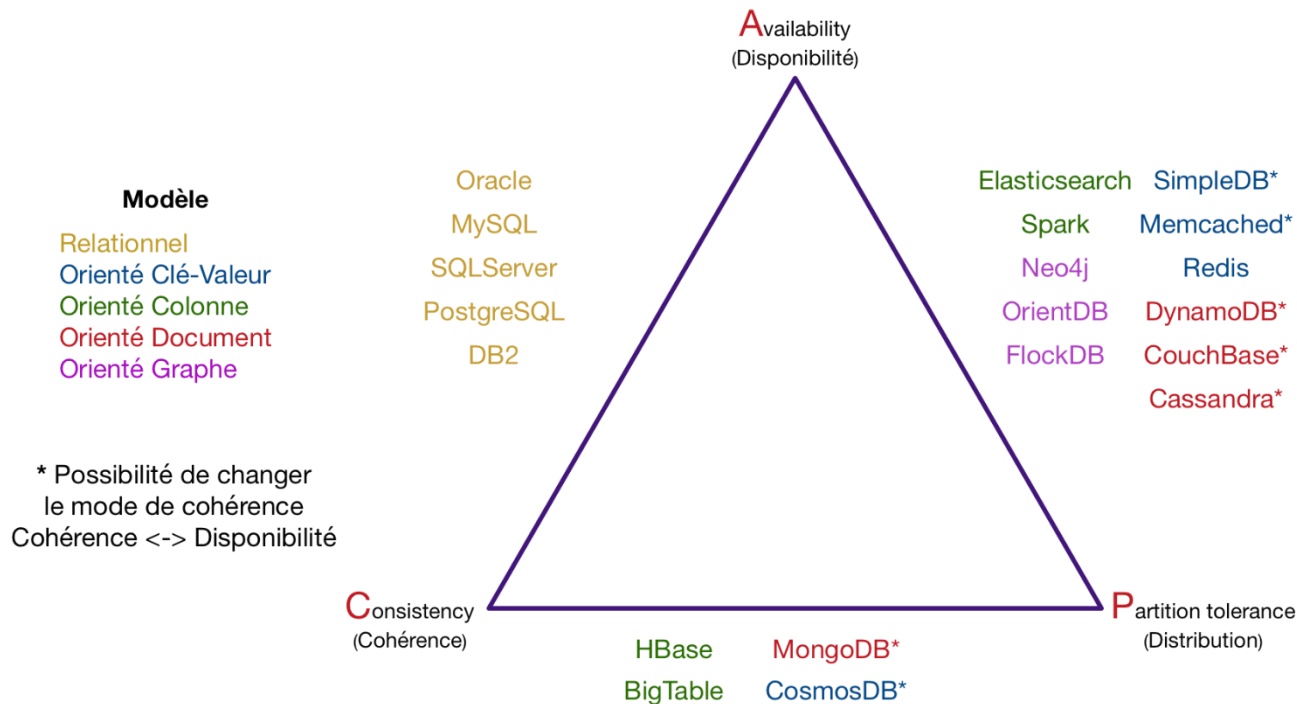 Availability
(Disponibilité)
Modèle
Relationnel
Orienté Clé-Valeur
Orienté Colonne
Orienté Document
Orienté Graphe
* Possibilité de changer
le mode de cohérence
Cohérence <-> Disponibilité
Oracle
MySQL
SQLServer
PostgreSQL
DB2
Elasticsearch SimpleDB*
Spark Memcached*
Neo4j Redis
OrientDB DynamoDB*
FlockDB CouchBase*
Cassandra*
Consistency
(Cohérence)
Partition tolerance
(Distribution)
HBase MongoDB*
BigTable CosmosDB*